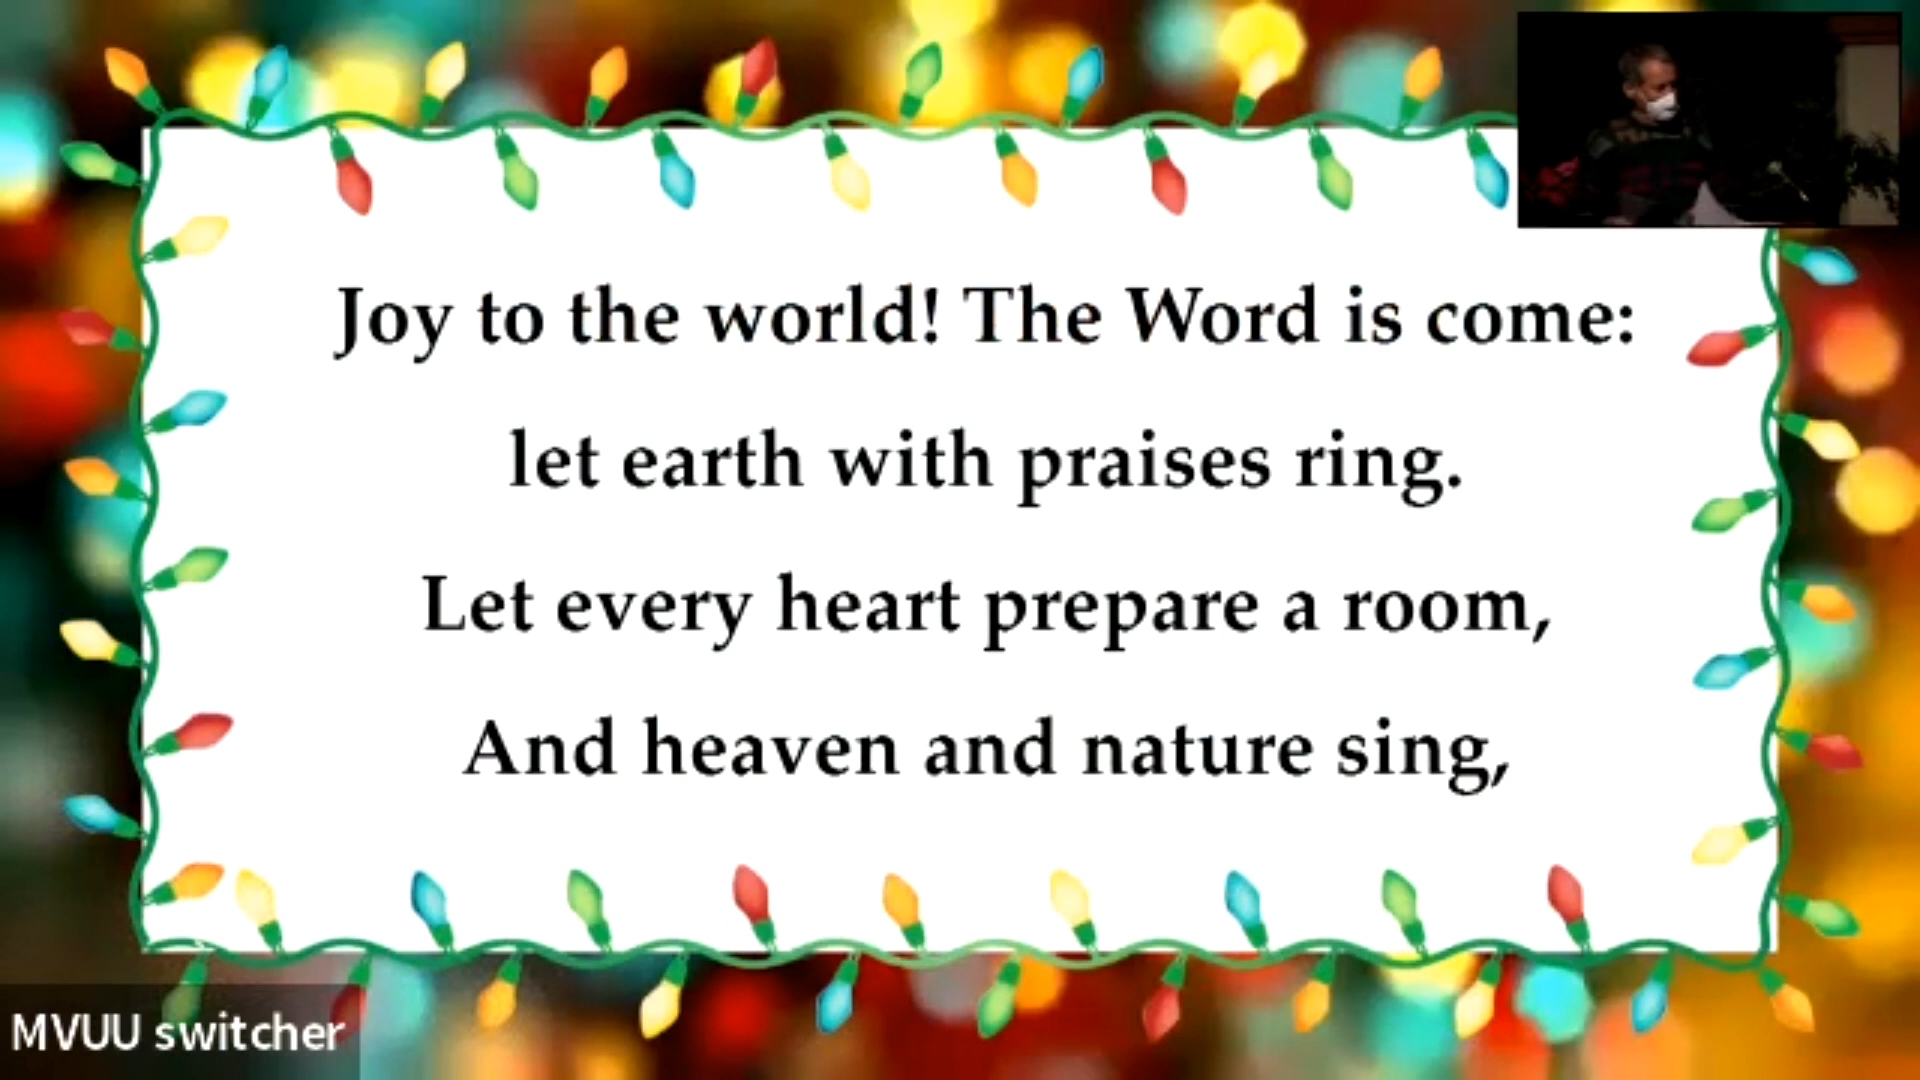 Joy to the world! The Word is come:
let earth with praises ring.
Let every heart prepare a room,
And heaven and nature sing,
MVUU switcher